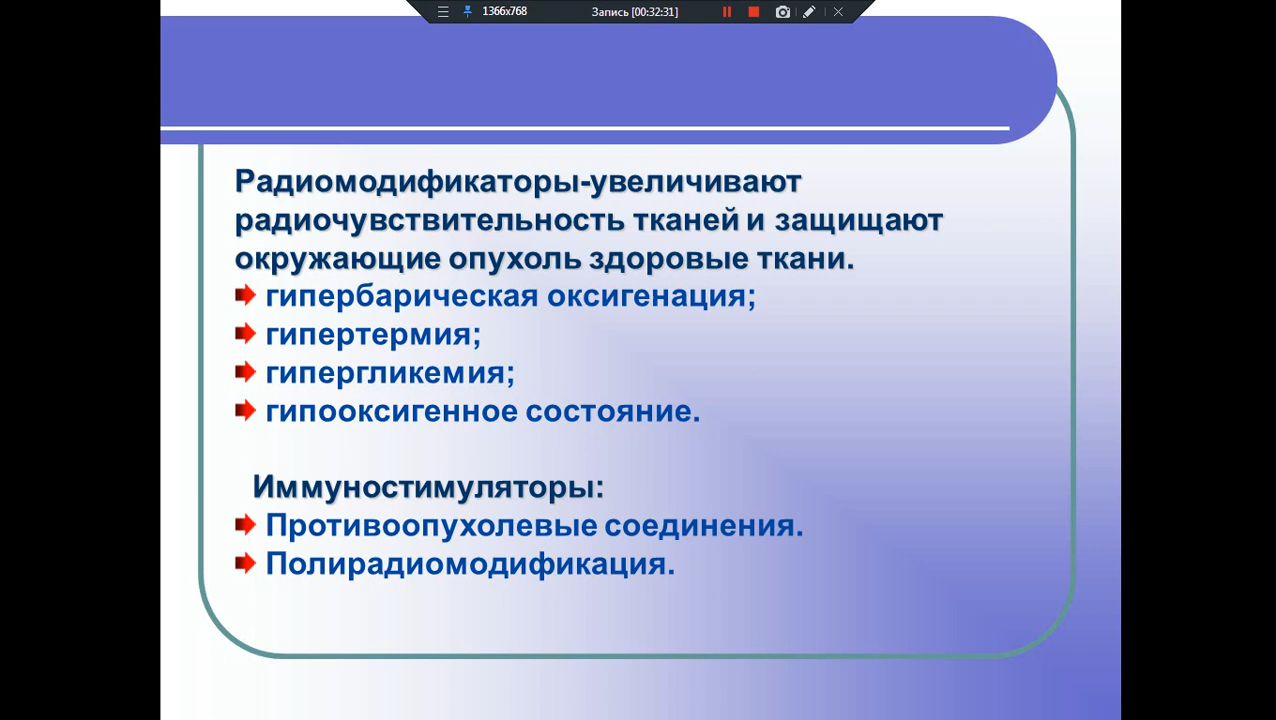 1366x768 Запись [00:32:31]
Радиомодификаторы-увеличивают
радиочувствительность тканей и защищают
окружающие опухоль здоровые ткани.
гипербарическая оксигенация;
гипертермия;
гипергликемия;
гипооксигенное состояние.
Иммуностимуляторы:
Противоопухолевые соединения.
Полирадиомодификация.